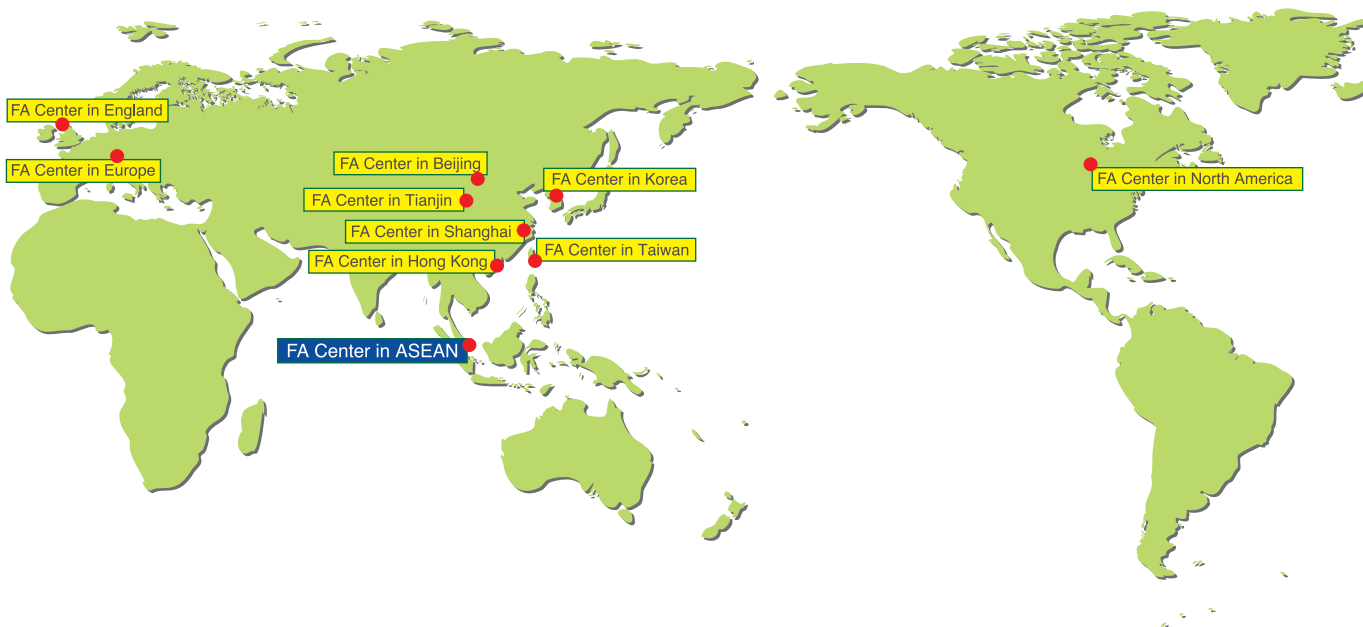 FA Center in England
FA Center in Europe
FA Center in Beijing
FA Center in Korea
FA Center in North America
FA Center in Tianjin
FA Center in Shanghai
FA Center in Taiwan
FA Center in Hong Kong
FA Center in ASEAN